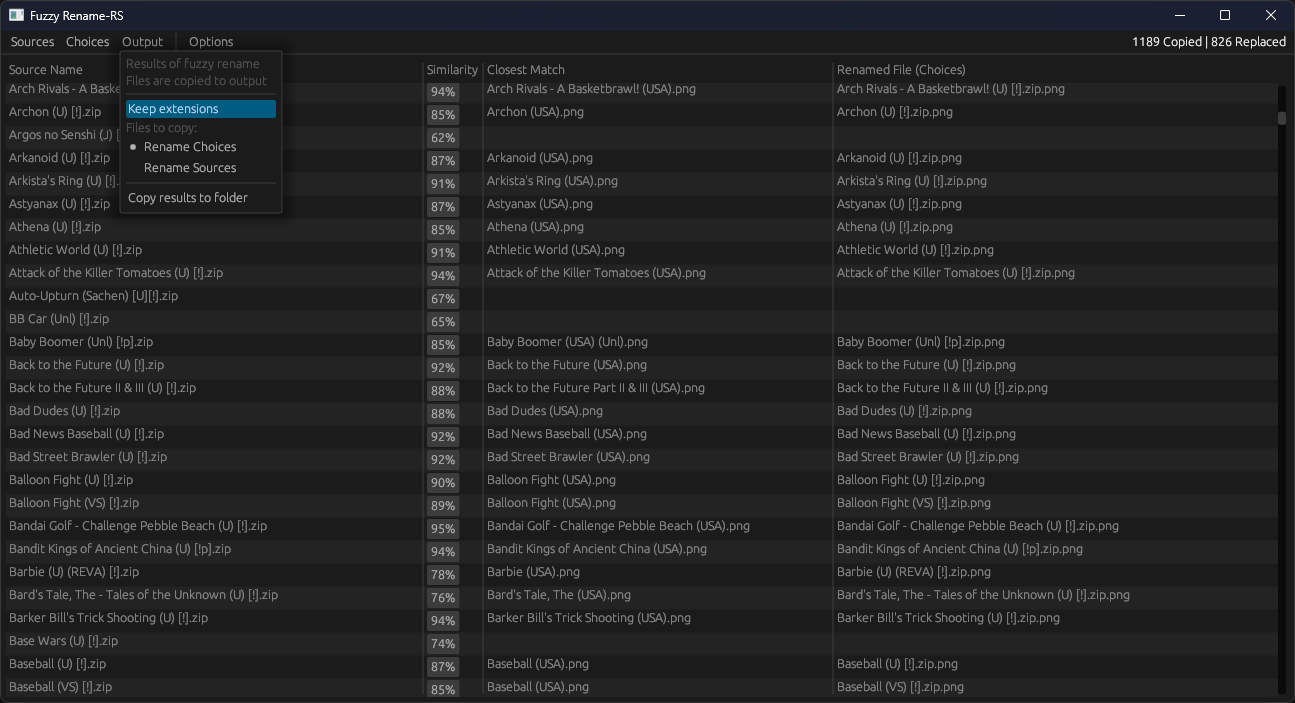 Fuzzy Rename-RS
Sources Choices Output Options 1189 Copied | 826 Replaced
Results of fuzzy rename
Files are copied to output
Keep extensions
Files to copy:
Rename Choices
Rename Sources
Copy results to folder
Source Name Similarity Closest Match Renamed File (Choices)
Arch Rivals - A Baske 94% Arch Rivals - A Basketbrawl! (USA).png Arch Rivals - A Basketbrawl! (U) [!].zip.png
Archon (U) [!].zip 85% Archon (USA).png Archon (U) [!].zip.png
Argos no Senshi (J) [ 62%
Arkanoid (U) [!].zip 87% Arkanoid (USA).png Arkanoid (U) [!].zip.png
Arkista's Ring (U) [!]. 91% Arkista's Ring (USA).png Arkista's Ring (U) [!].zip.png
Astyanax (U) [!].zip 87% Astyanax (USA).png Astyanax (U) [!].zip.png
Athena (U) [!].zip 85% Athena (USA).png Athena (U) [!].zip.png
Athletic World (U) [!].zip 91% Athletic World (USA).png Athletic World (U) [!].zip.png
Attack of the Killer Tomatoes (U) [!].zip 94% Attack of the Killer Tomatoes (USA).png Attack of the Killer Tomatoes (U) [!].zip.png
Auto-Upturn (Sachen) [U][!].zip 67%
BB Car (Unl) [!].zip 65%
Baby Boomer (Unl) [!p].zip 85% Baby Boomer (USA) (Unl).png Baby Boomer (Unl) [!p].zip.png
Back to the Future (U) [!].zip 92% Back to the Future (USA).png Back to the Future (U) [!].zip.png
Back to the Future II & III (U) [!].zip 88% Back to the Future Part II & III (USA).png Back to the Future II & III (U) [!].zip.png
Bad Dudes (U) [!].zip 88% Bad Dudes (USA).png Bad Dudes (U) [!].zip.png
Bad News Baseball (U) [!].zip 92% Bad News Baseball (USA).png Bad News Baseball (U) [!].zip.png
Bad Street Brawler (U) [!].zip 92% Bad Street Brawler (USA).png Bad Street Brawler (U) [!].zip.png
Balloon Fight (U) [!].zip 90% Balloon Fight (USA).png Balloon Fight (U) [!].zip.png
Balloon Fight (VS) [!].zip 89% Balloon Fight (USA).png Balloon Fight (VS) [!].zip.png
Bandai Golf - Challenge Pebble Beach (U) [!].zip 95% Bandai Golf - Challenge Pebble Beach (USA).png Bandai Golf - Challenge Pebble Beach (U) [!].zip.png
Bandit Kings of Ancient China (U) [!p].zip 94% Bandit Kings of Ancient China (USA).png Bandit Kings of Ancient China (U) [!p].zip.png
Barbie (U) (REVA) [!].zip 78% Barbie (USA).png Barbie (U) (REVA) [!].zip.png
Bard's Tale, The - Tales of the Unknown (U) [!].zip 76% Bard's Tale, The (USA).png Bard's Tale, The - Tales of the Unknown (U) [!].zip.png
Barker Bill's Trick Shooting (U) [!].zip 94% Barker Bill's Trick Shooting (USA).png Barker Bill's Trick Shooting (U) [!].zip.png
Base Wars (U) [!].zip 74%
Baseball (U) [!].zip 87% Baseball (USA).png Baseball (U) [!].zip.png
Baseball (VS) [!].zip 85% Baseball (USA).png Baseball (VS) [!].zip.png